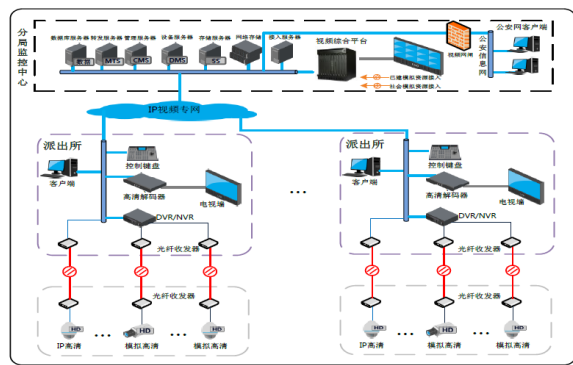 分局监控中心
数据库服务器 转发服务器 管理服务器 设备服务器 存储服务器 网络存储 接入服务器
数据 MTS CMS DMS SS
视频综合平台
视频网闸
公安网客户端
公安信息网
已建模拟资源接入
社会模拟资源接入
IP视频专网
派出所
控制键盘
客户端
高清解码器
电视墙
DVR/NVR
光纤收发器
光纤收发器
HD HD HD
IP高清 模拟高清 模拟高清
...
派出所
控制键盘
客户端
高清解码器
电视墙
DVR/NVR
光纤收发器
光纤收发器
HD HD HD
IP高清 模拟高清 模拟高清